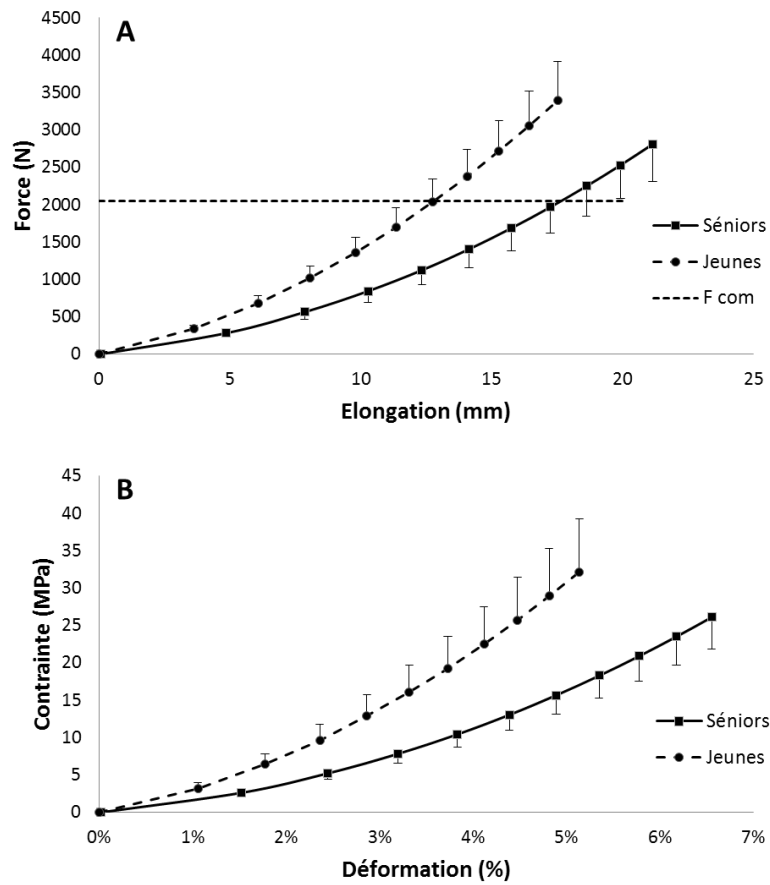 A
4500
4000
3500
3000
2500
2000
1500
1000
500
0
Force (N)
Séniors
Jeunes
F com
0 5 10 15 20 25
Elongation (mm)
B
45
40
35
30
25
20
15
10
5
0
Contrainte (MPa)
Séniors
Jeunes
0% 1% 2% 3% 4% 5% 6% 7%
Déformation (%)